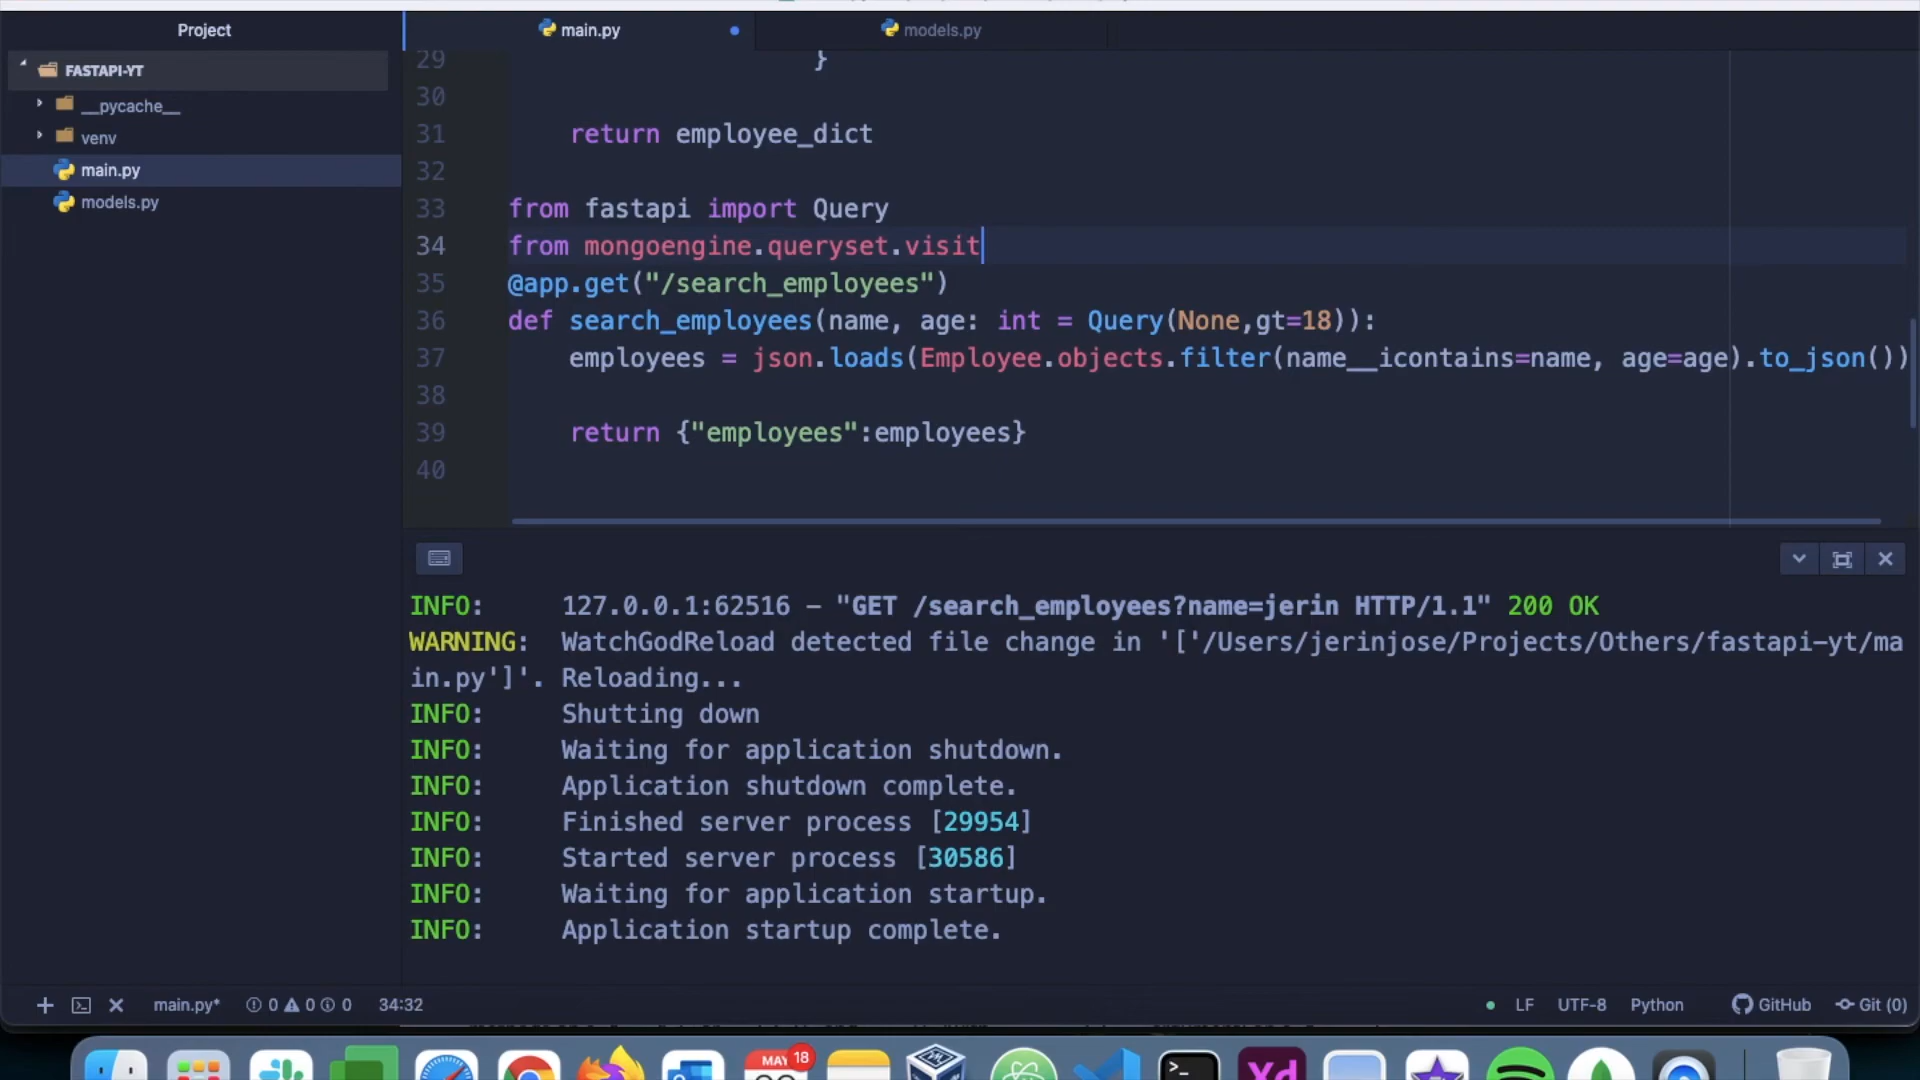 Project
main.py
models.py
FASTAPI-YT
__pycache__
venv
main.py
models.py
29 }
30
31 return employee_dict
32
33 from fastapi import Query
34 from mongoengine.queryset.visit
35 @app.get("/search_employees")
36 def search_employees(name, age: int = Query(None,gt=18)):
37 employees = json.loads(Employee.objects.filter(name__icontains=name, age=age).to_json())
38
39 return {"employees":employees}
40
INFO: 127.0.0.1:62516 – "GET /search_employees?name=jerin HTTP/1.1" 200 OK
WARNING: WatchGodReload detected file change in '['/Users/jerinjose/Projects/Others/fastapi-yt/ma
in.py']'. Reloading...
INFO: Shutting down
INFO: Waiting for application shutdown.
INFO: Application shutdown complete.
INFO: Finished server process [29954]
INFO: Started server process [30586]
INFO: Waiting for application startup.
INFO: Application startup complete.
main.py* 0 0 0 34:32 LF UTF-8 Python GitHub Git (0)
MAY 18
Xd